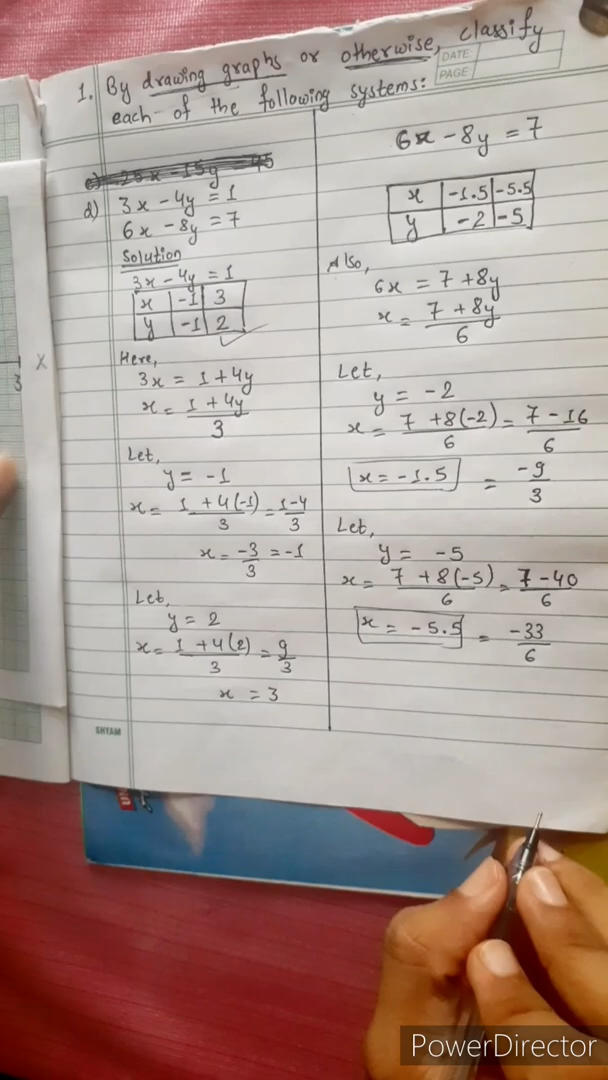 1. By drawing graphs or otherwise, classify
each of the following systems:
DATE:
PAGE
d) 3x - 4y = 1
6x - 8y = 7
Solution
3x - 4y = 1
x | -1 | 3
y | -1 | 2
Here,
3x = 1 + 4y
x = (1 + 4y)/3
Let,
y = -1
x = (1 + 4(-1))/3 = (1-4)/3
x = -3/3 = -1
Let,
y = 2
x = (1 + 4(2))/3 = 9/3
x = 3
SHYAM
6x - 8y = 7
x | -1.5 | -5.5
y | -2 | -5
Also,
6x = 7 + 8y
x = (7 + 8y)/6
Let,
y = -2
x = (7 + 8(-2))/6 = (7 - 16)/6
x = -1.5 = -9/3
Let,
y = -5
x = (7 + 8(-5))/6 = (7 - 40)/6
x = -5.5 = -33/6
3
X
PowerDirector